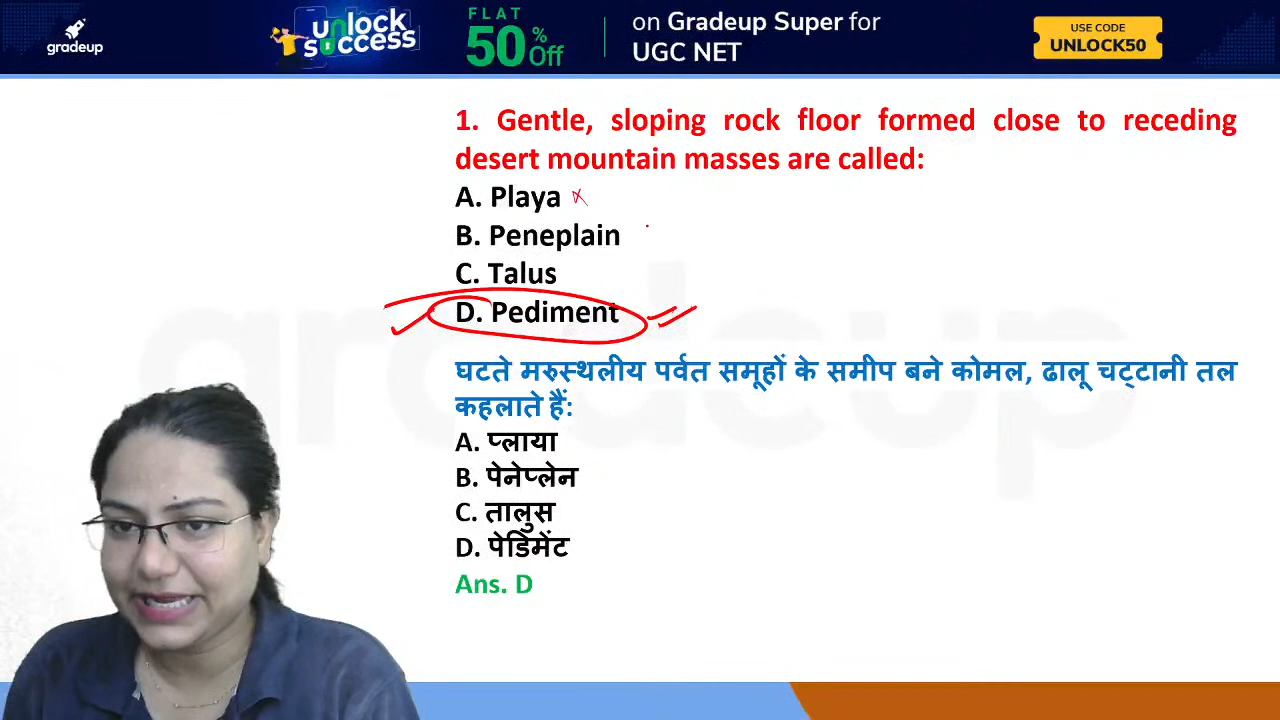 gradeup
unlock success
FLAT 50% Off
on Gradeup Super for
UGC NET
USE CODE
UNLOCK50
1. Gentle, sloping rock floor formed close to receding
desert mountain masses are called:
A. Playa
B. Peneplain
C. Talus
D. Pediment
घटते मरुस्थलीय पर्वत समूहों के समीप बने कोमल, ढालू चट्टानी तल
कहलाते हैं:
A. प्लाया
B. पेनेप्लेन
C. तालुस
D. पेडिमेंट
Ans. D
gradeup